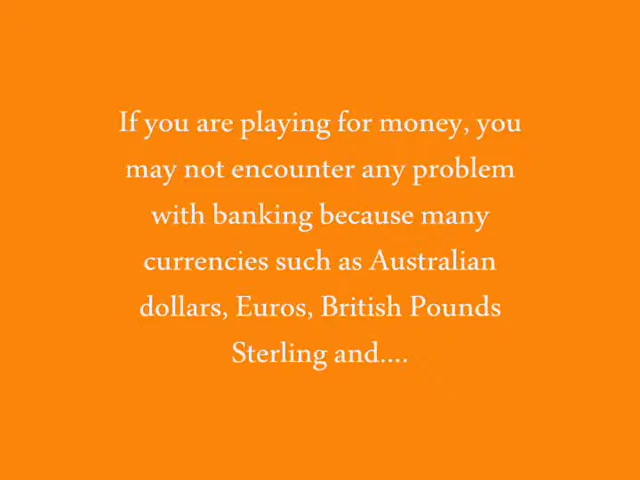 If you are playing for money, you
may not encounter any problem
with banking because many
currencies such as Australian
dollars, Euros, British Pounds
Sterling and....